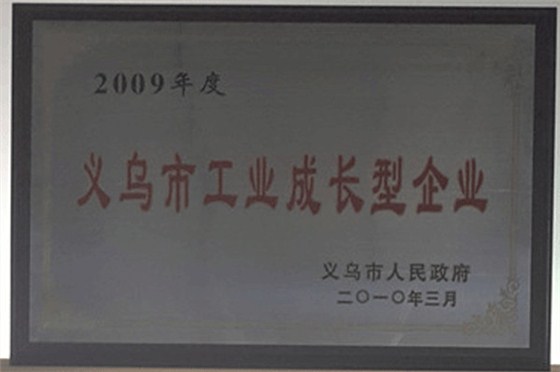 2009年度
义乌市工业成长型企业
义乌市人民政府
二〇一〇年三月